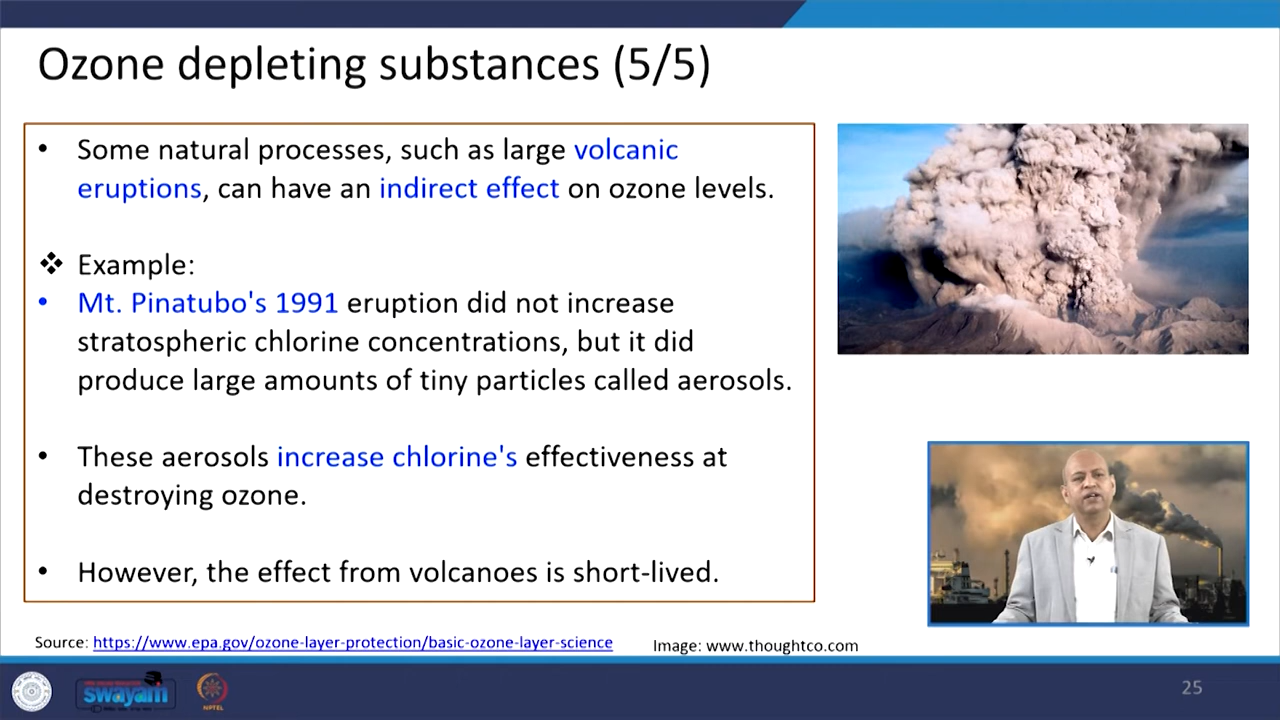 Ozone depleting substances (5/5)
• Some natural processes, such as large volcanic
eruptions, can have an indirect effect on ozone levels.
❖ Example:
• Mt. Pinatubo's 1991 eruption did not increase
stratospheric chlorine concentrations, but it did
produce large amounts of tiny particles called aerosols.
• These aerosols increase chlorine's effectiveness at
destroying ozone.
• However, the effect from volcanoes is short-lived.
Source: https://www.epa.gov/ozone-layer-protection/basic-ozone-layer-science
Image: www.thoughtco.com
swayam
NPTEL
25